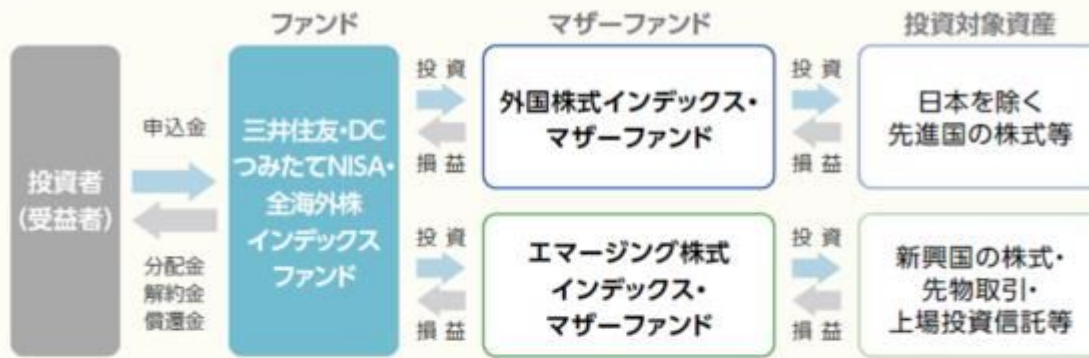 ファンド
マザーファンド
投資対象資産
投資者
(受益者)
申込金
分配金
解約金
償還金
三井住友・DC
つみたてNISA・
全海外株
インデックス
ファンド
投資
損益
外国株式インデックス・
マザーファンド
投資
損益
日本を除く
先進国の株式等
投資
損益
エマージング株式
インデックス・
マザーファンド
投資
損益
新興国の株式・
先物取引・
上場投資信託等